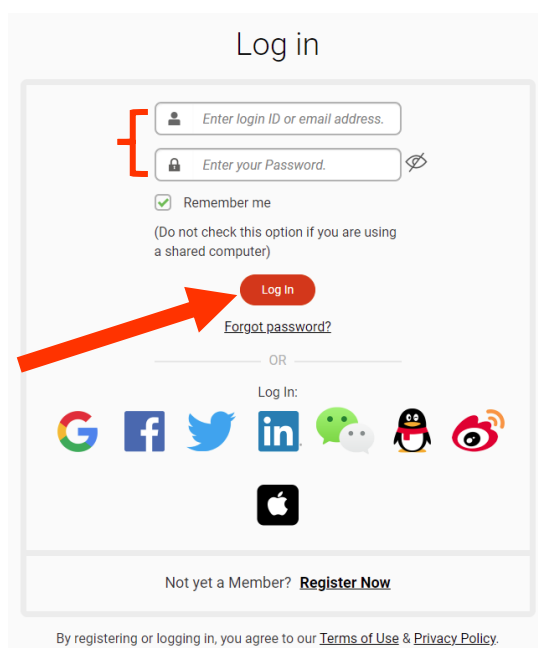 Log in
Enter login ID or email address.
Enter your Password.
Remember me
(Do not check this option if you are using
a shared computer)
Log In
Forgot password?
OR
Log In:
in
Not yet a Member? Register Now
By registering or logging in, you agree to our Terms of Use & Privacy Policy.